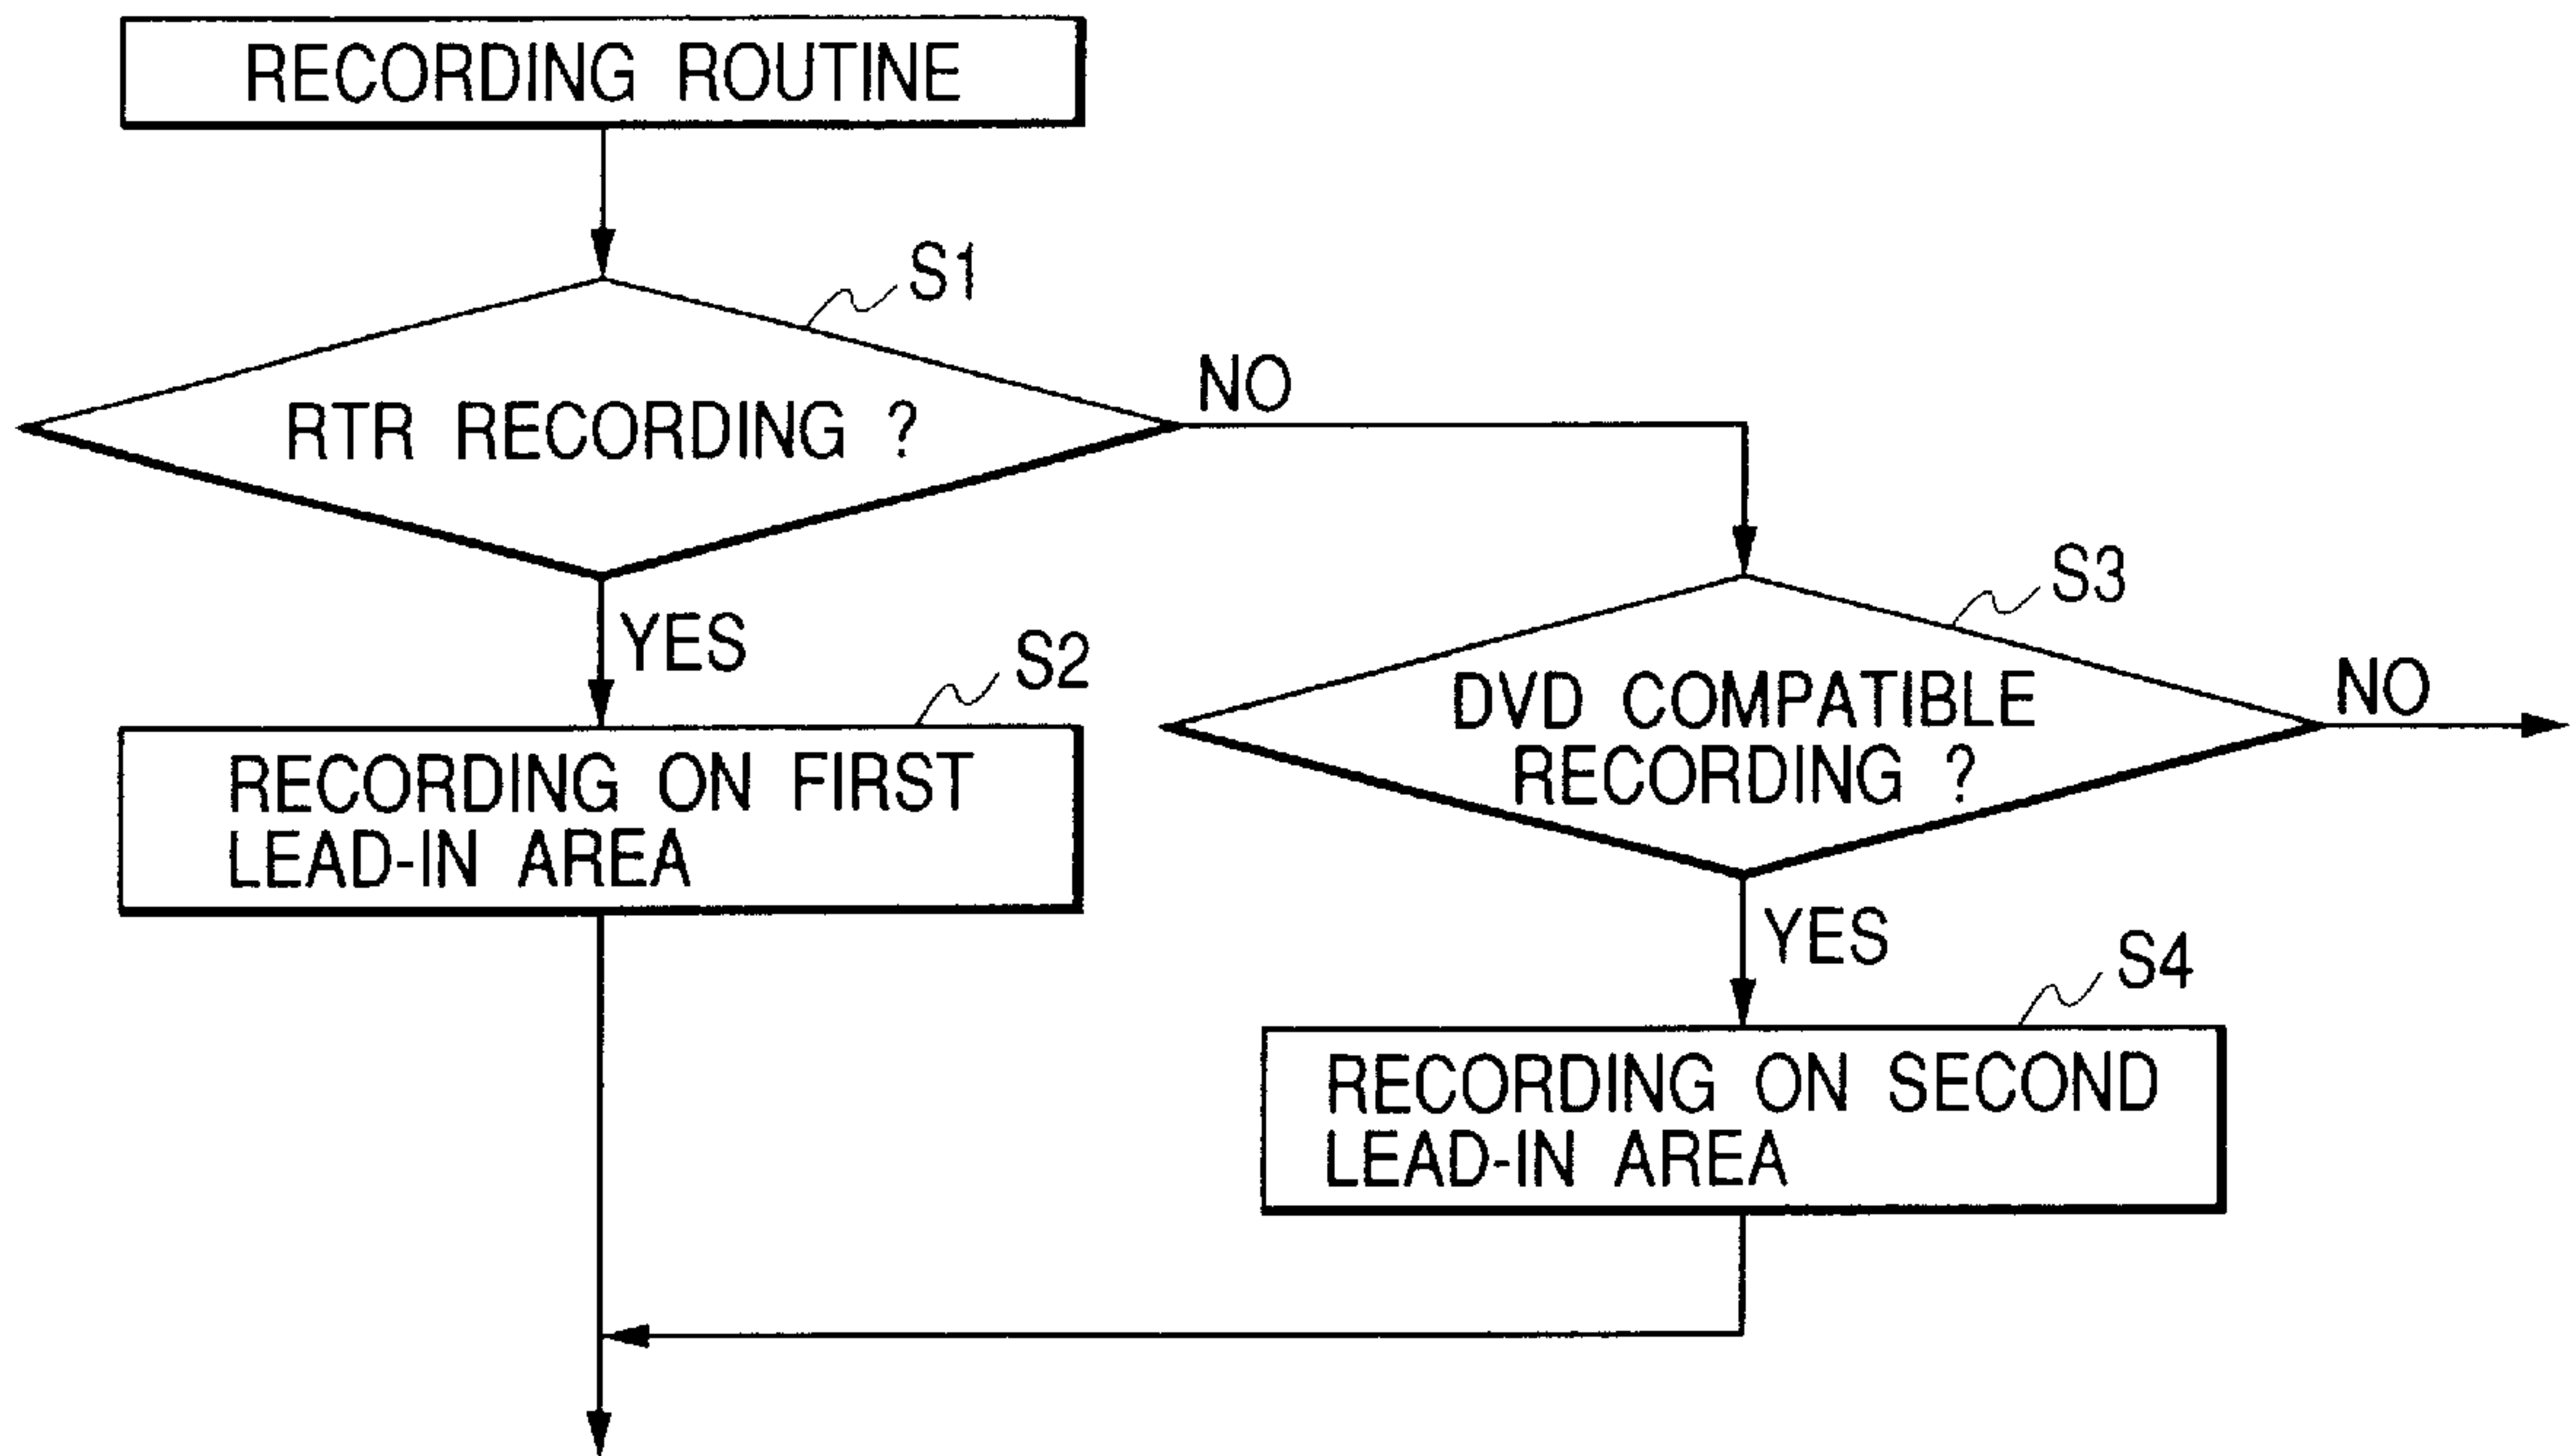 RECORDING ROUTINE
S1
RTR RECORDING ?
NO
YES
S2
RECORDING ON FIRST
LEAD-IN AREA
S3
DVD COMPATIBLE
RECORDING ?
NO
YES
S4
RECORDING ON SECOND
LEAD-IN AREA